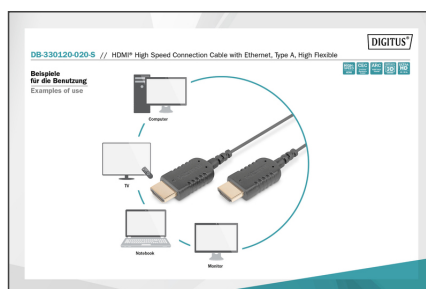 DIGITUS®
DB-330120-020-S // HDMI® High Speed Connection Cable with Ethernet, Type A, High Flexible
Beispiele
für die Benutzung
Examples of use
Computer
TV
Notebook
Monitor